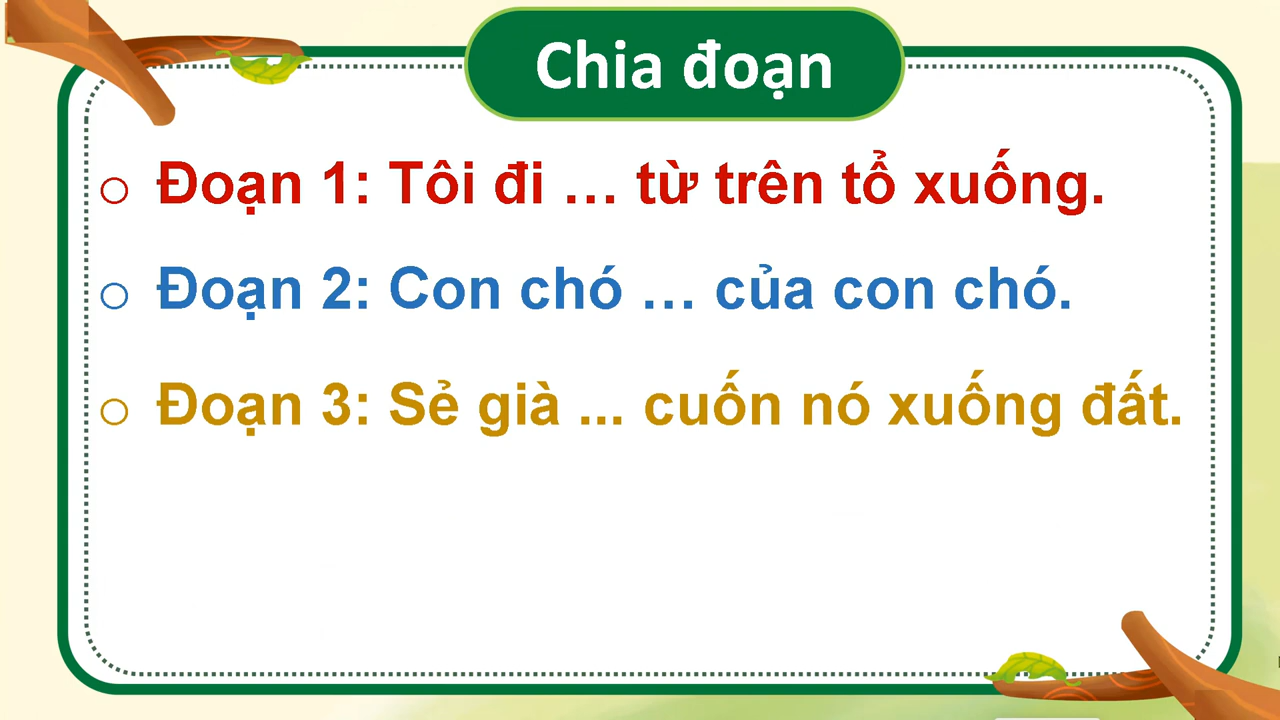 Chia đoạn
Đoạn 1: Tôi đi … từ trên tổ xuống.
Đoạn 2: Con chó … của con chó.
Đoạn 3: Sẻ già ... cuốn nó xuống đất.